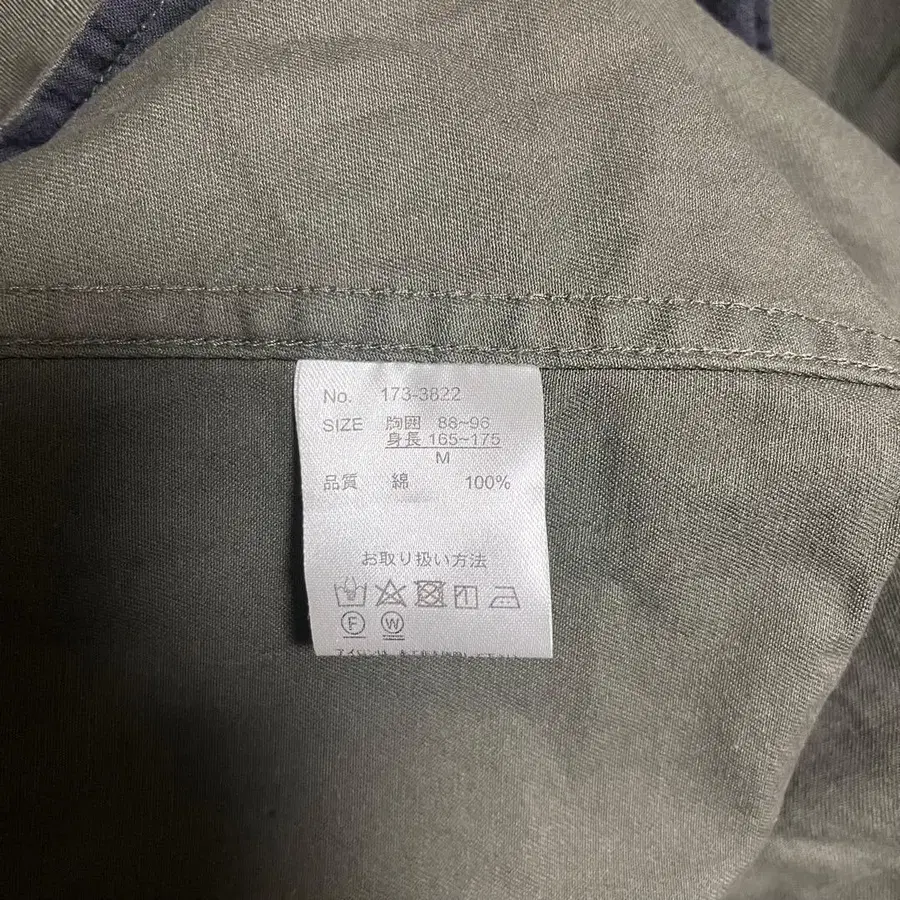 No. 173-3822
SIZE 胸囲 88~96
身長 165~175
M
品質 綿 100%
お取り扱い方法
F W